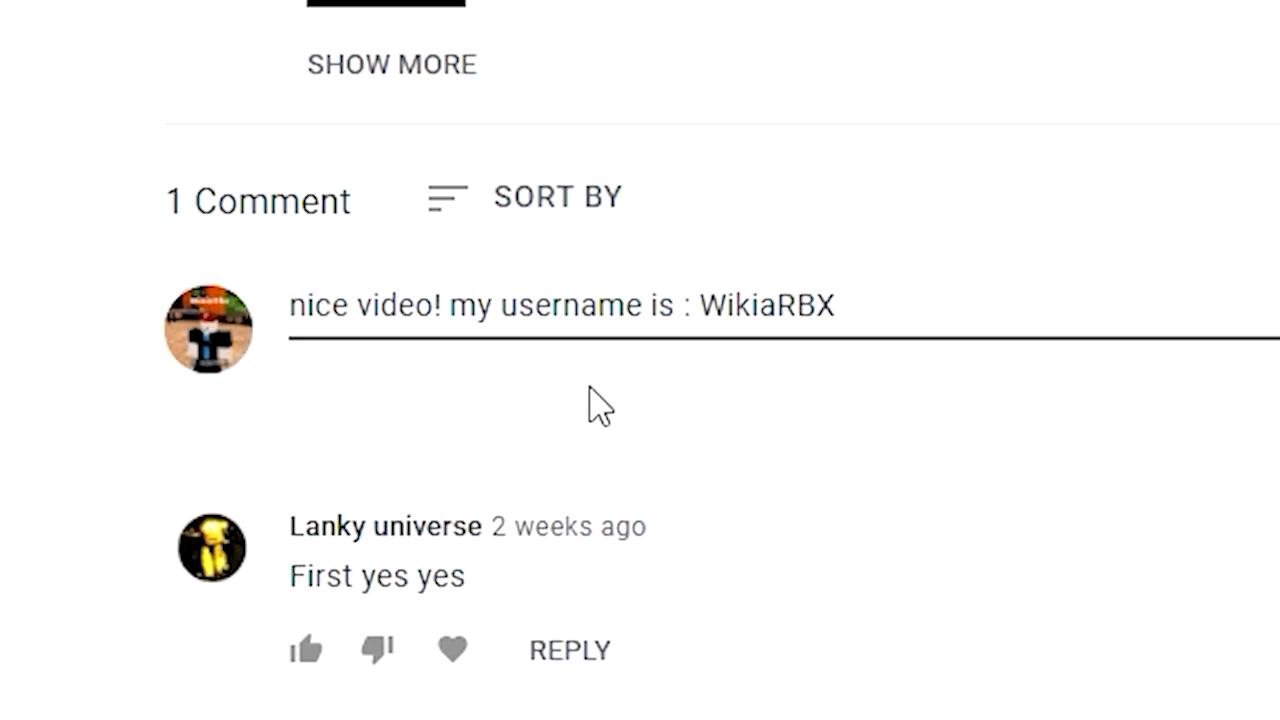 SHOW MORE
1 Comment
SORT BY
nice video! my username is : WikiaRBX
Lanky universe 2 weeks ago
First yes yes
REPLY